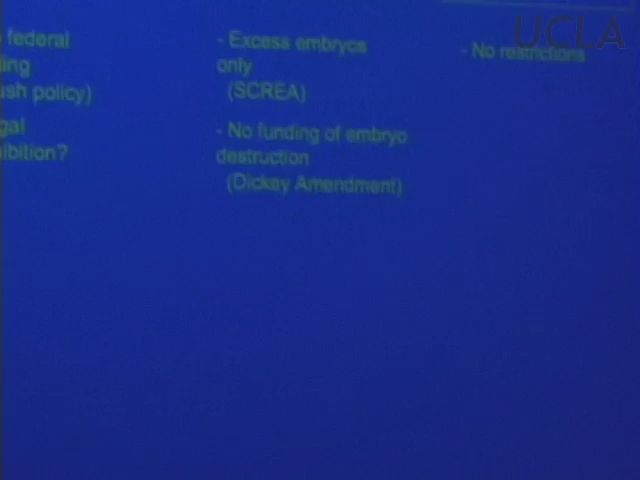 UCLA
federal
ding
ush policy)
gal
ibition?
- Excess embryos
only
(SCREA)
- No funding of embryo
destruction
(Dickey Amendment)
- No restrictions